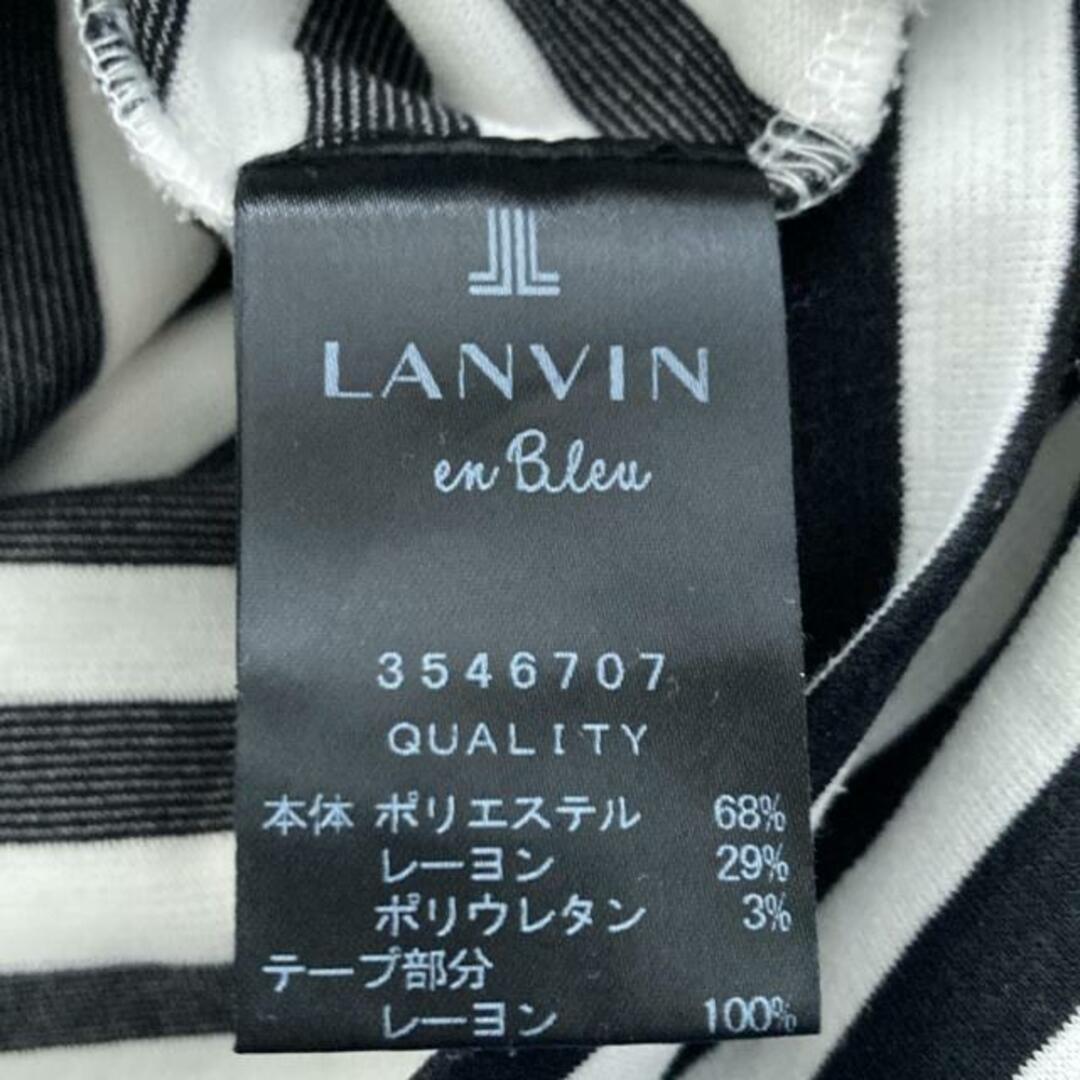 JL
LANVIN
en Bleu
3546707
QUALITY
本体 ポリエステル 68%
レーヨン 29%
ポリウレタン 3%
テープ部分
レーヨン 100%